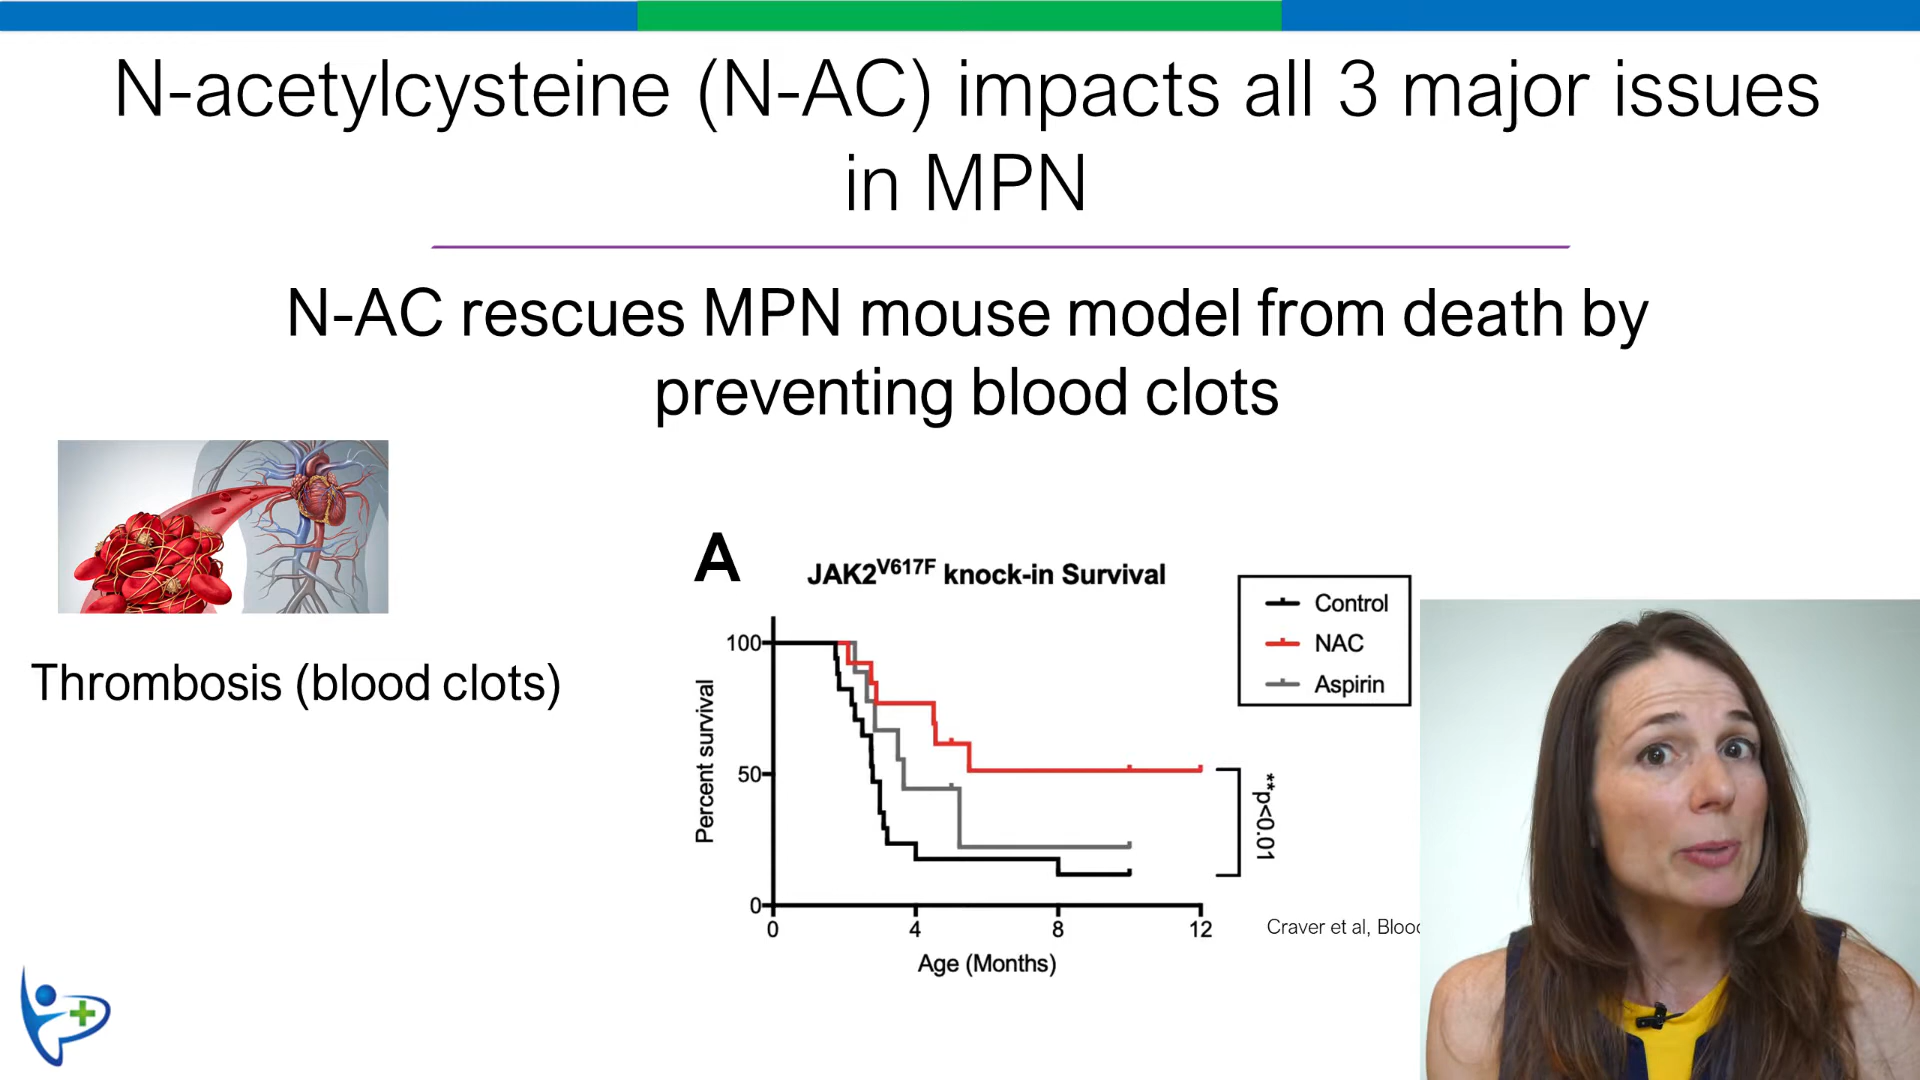 N-acetylcysteine (N-AC) impacts all 3 major issues
in MPN
N-AC rescues MPN mouse model from death by
preventing blood clots
Thrombosis (blood clots)
A
JAK2V617F knock-in Survival
Control
NAC
Aspirin
Percent survival
100
50
0
0 4 8 12
Age (Months)
**p<0.01
Craver et al,